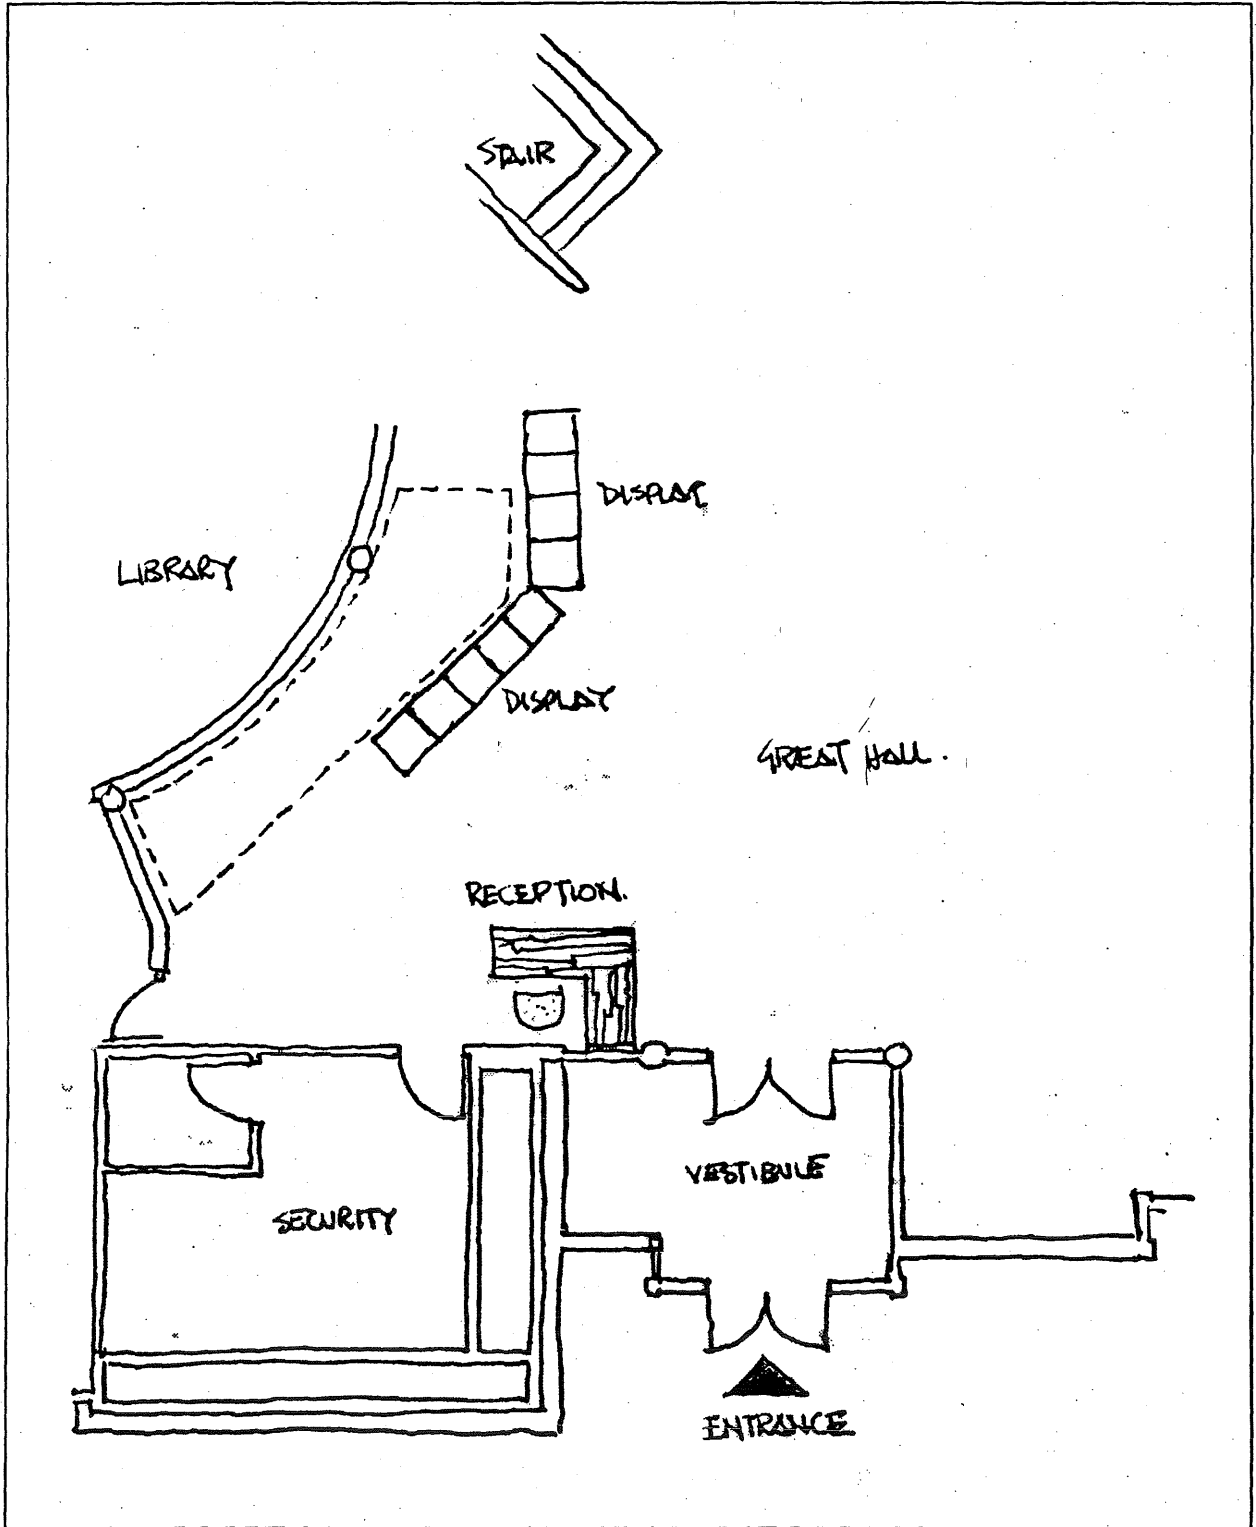 STAIR
DISPLAY
LIBRARY
DISPLAY
GREAT HALL.
RECEPTION.
VESTIBULE
SECURITY
ENTRANCE